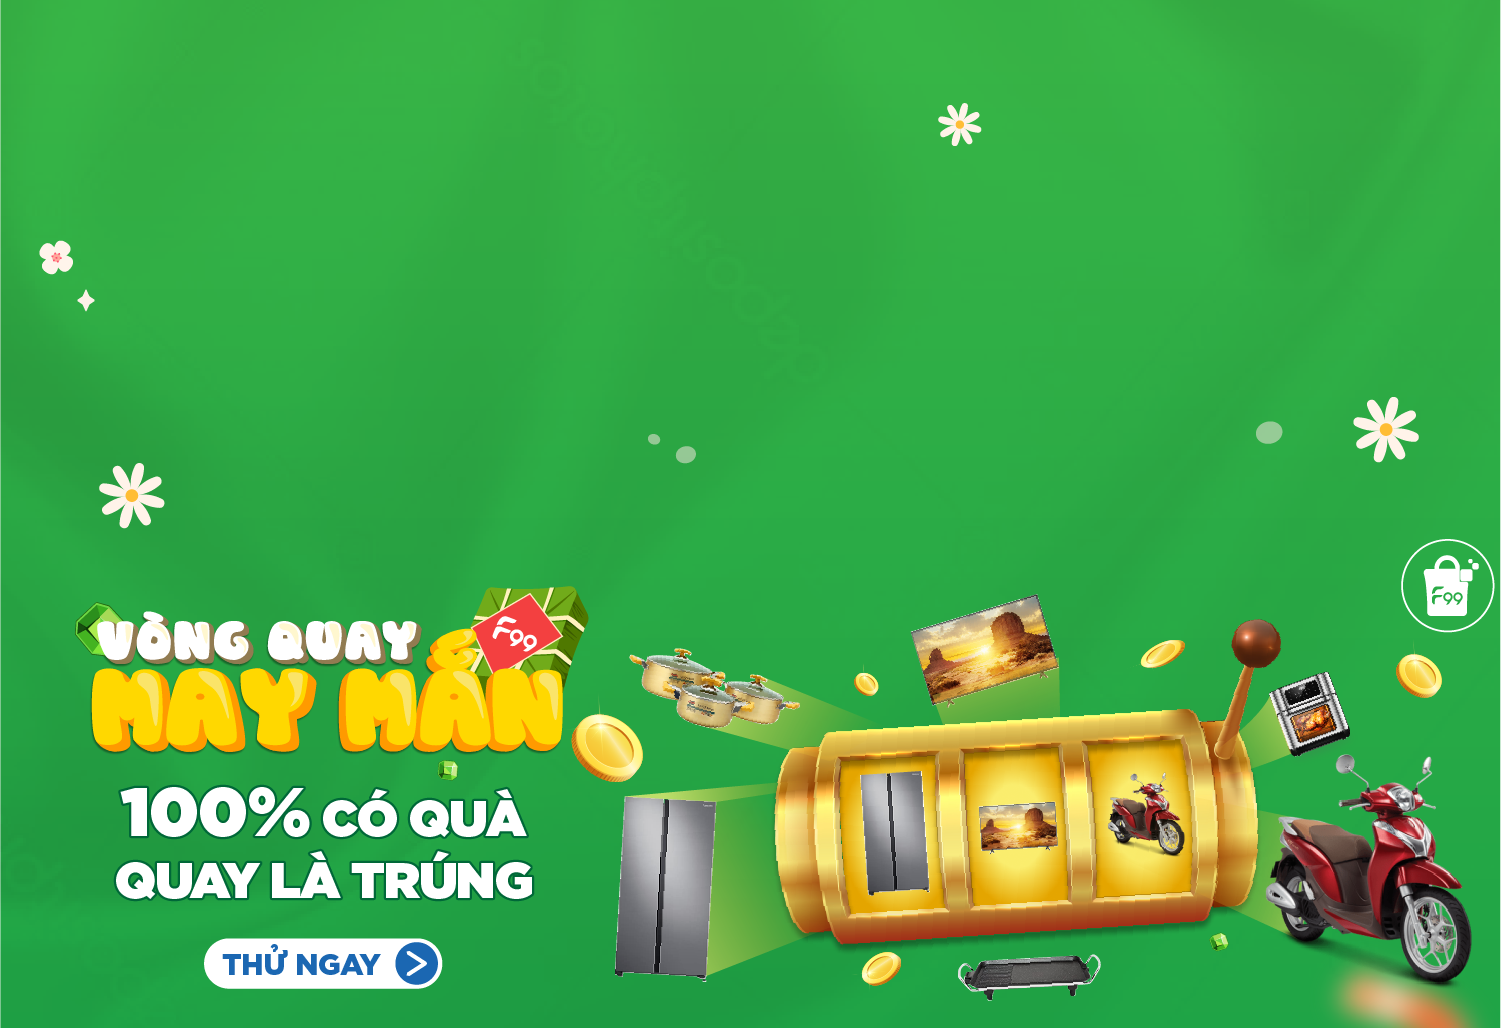 VÒNG QUAY
MAY MẮN
F99
100% CÓ QUÀ
QUAY LÀ TRÚNG
THỬ NGAY
F99